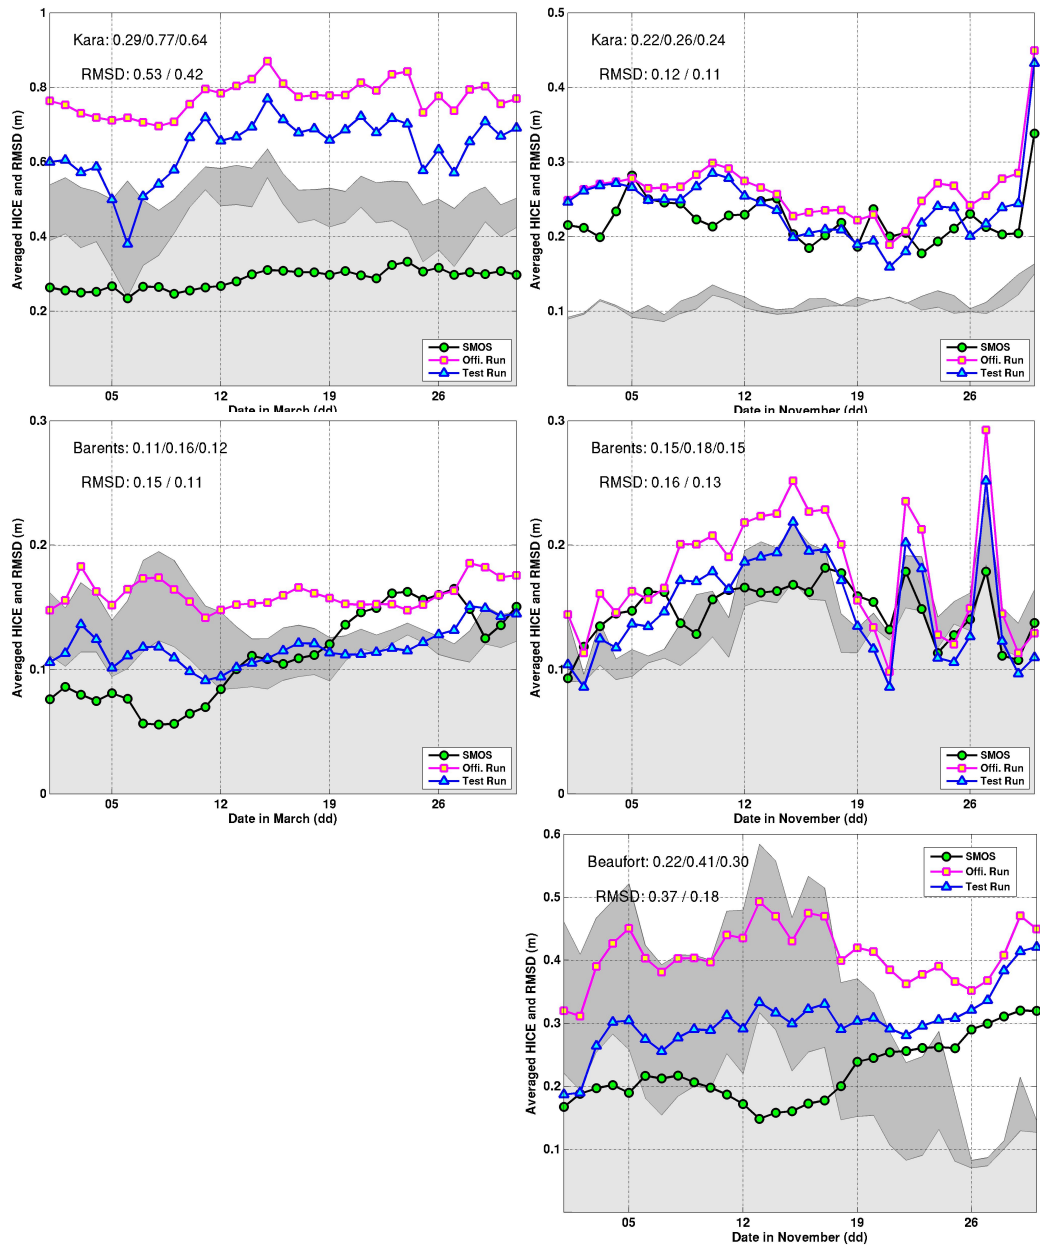 Averaged HICE and RMSD (m)
1
0.8
0.6
0.4
0.2
Kara: 0.29/0.77/0.64
RMSD: 0.53 / 0.42
SMOS
Offi. Run
Test Run
05 12 19 26
Date in March (dd)
Averaged HICE and RMSD (m)
0.5
0.4
0.3
0.2
0.1
Kara: 0.22/0.26/0.24
RMSD: 0.12 / 0.11
SMOS
Offi. Run
Test Run
05 12 19 26
Date in November (dd)
Averaged HICE and RMSD (m)
0.3
0.2
0.1
0
Barents: 0.11/0.16/0.12
RMSD: 0.15 / 0.11
SMOS
Offi. Run
Test Run
05 12 19 26
Date in March (dd)
Averaged HICE and RMSD (m)
0.3
0.2
0.1
0
Barents: 0.15/0.18/0.15
RMSD: 0.16 / 0.13
SMOS
Offi. Run
Test Run
05 12 19 26
Date in November (dd)
Averaged HICE and RMSD (m)
0.6
0.5
0.4
0.3
0.2
0.1
Beaufort: 0.22/0.41/0.30
RMSD: 0.37 / 0.18
SMOS
Offi. Run
Test Run
05 12 19 26
Date in November (dd)